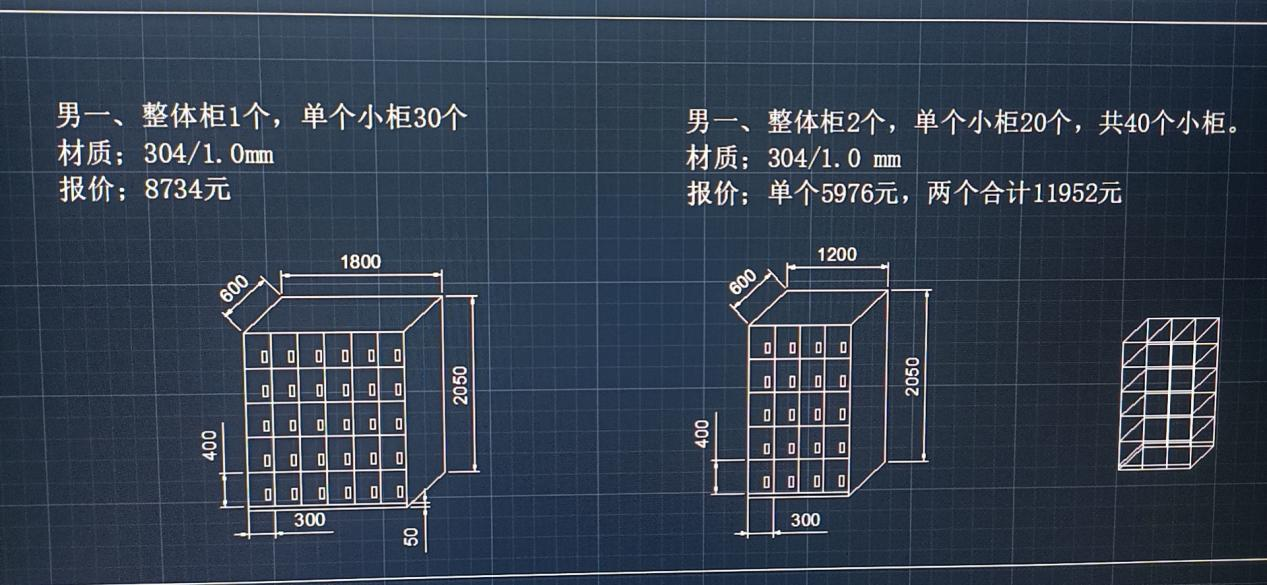 男一、整体柜1个，单个小柜30个
材质；304/1.0mm
报价；8734元
男一、整体柜2个，单个小柜20个，共40个小柜。
材质；304/1.0 mm
报价；单个5976元，两个合计11952元
1800
600
2050
400
300
50
1200
600
2050
400
300